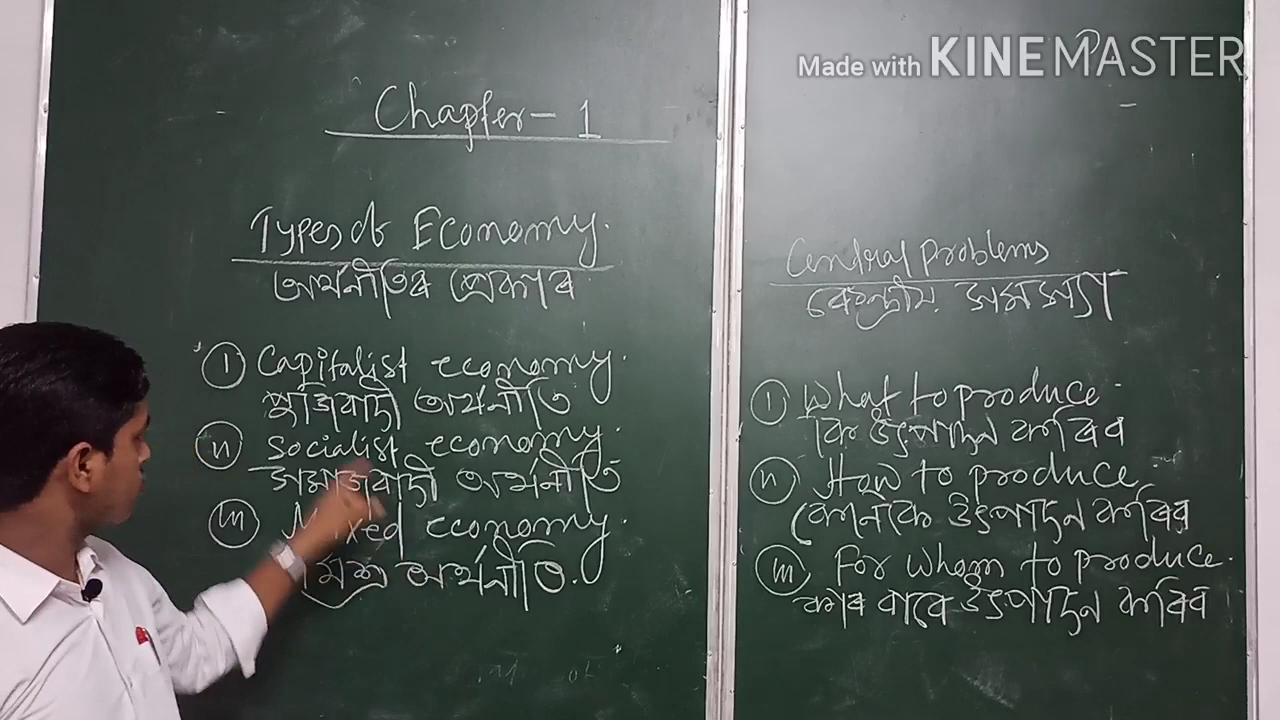 Chapter - 1
Types of Economy.
অৰ্থনীতিৰ প্ৰকাৰ
(i) Capitalist economy.
পুজিবাদী অৰ্থনীতি
(ii) Socialist economy.
সমাজবাদী অৰ্থনীতি
(iii) Mixed economy.
মিশ্ৰ অৰ্থনীতি.
Made with KINEMASTER
Central Problems
কেন্দ্ৰীয় সমস্যা
(i) What to produce.
কি উৎপাদন কৰিব
(ii) How to produce
কেনেকৈ উৎপাদন কৰিব
(iii) For whom to produce.
কাৰ বাবে উৎপাদন কৰিব